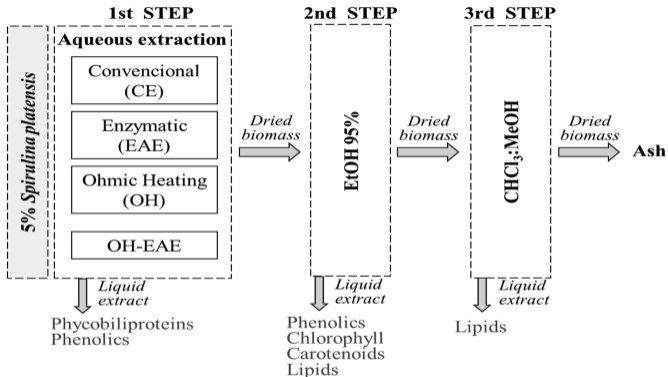 1st STEP
2nd STEP
3rd STEP
5% Spirulina platensis
Aqueous extraction
Convencional
(CE)
Enzymatic
(EAE)
Ohmic Heating
(OH)
OH-EAE
Dried
biomass
EtOH 95%
Dried
biomass
CHCl₃:MeOH
Dried
biomass
Ash
Liquid
extract
Phycobiliproteins
Phenolics
Liquid
extract
Phenolics
Chlorophyll
Carotenoids
Lipids
Liquid
extract
Lipids